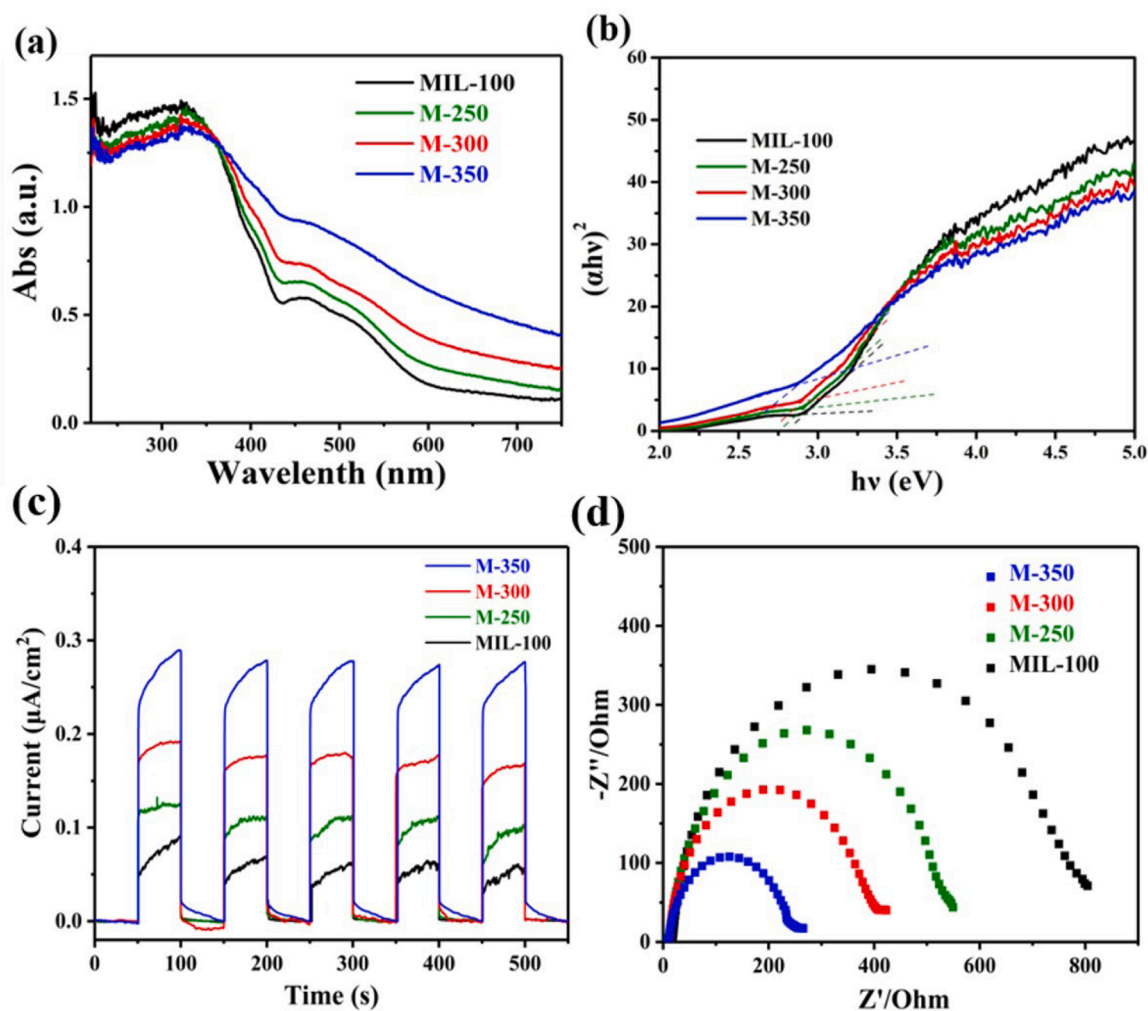 (a)
MIL-100
M-250
M-300
M-350
1.5
1.0
0.5
0.0
Abs (a.u.)
300 400 500 600 700
Wavelenth (nm)
(b)
MIL-100
M-250
M-300
M-350
60
50
40
30
20
10
0
(αhν)²
2.0 2.5 3.0 3.5 4.0 4.5 5.0
hν (eV)
(c)
M-350
M-300
M-250
MIL-100
0.4
0.3
0.2
0.1
0.0
Current (μA/cm²)
0 100 200 300 400 500
Time (s)
(d)
M-350
M-300
M-250
MIL-100
500
400
300
200
100
0
-Z''/Ohm
0 200 400 600 800
Z'/Ohm